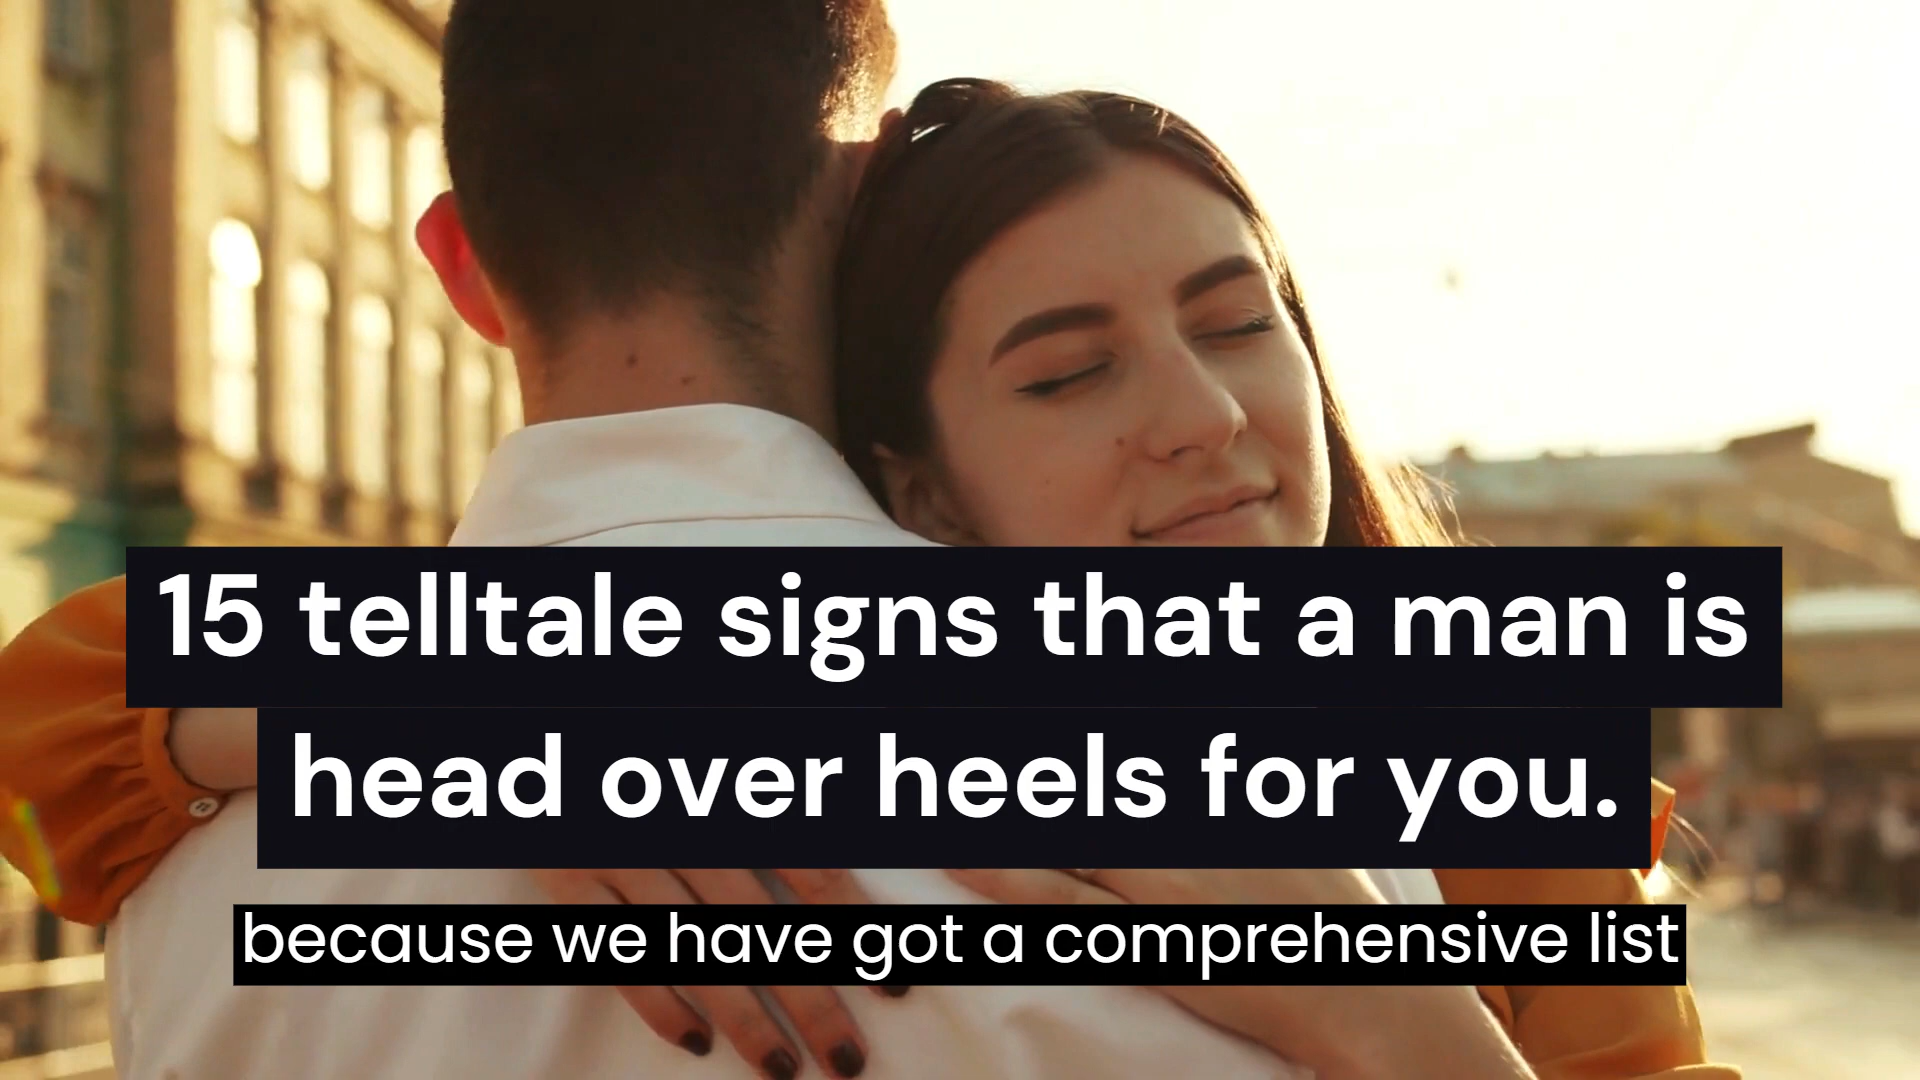 15 telltale signs that a man is
head over heels for you.
because we have got a comprehensive list